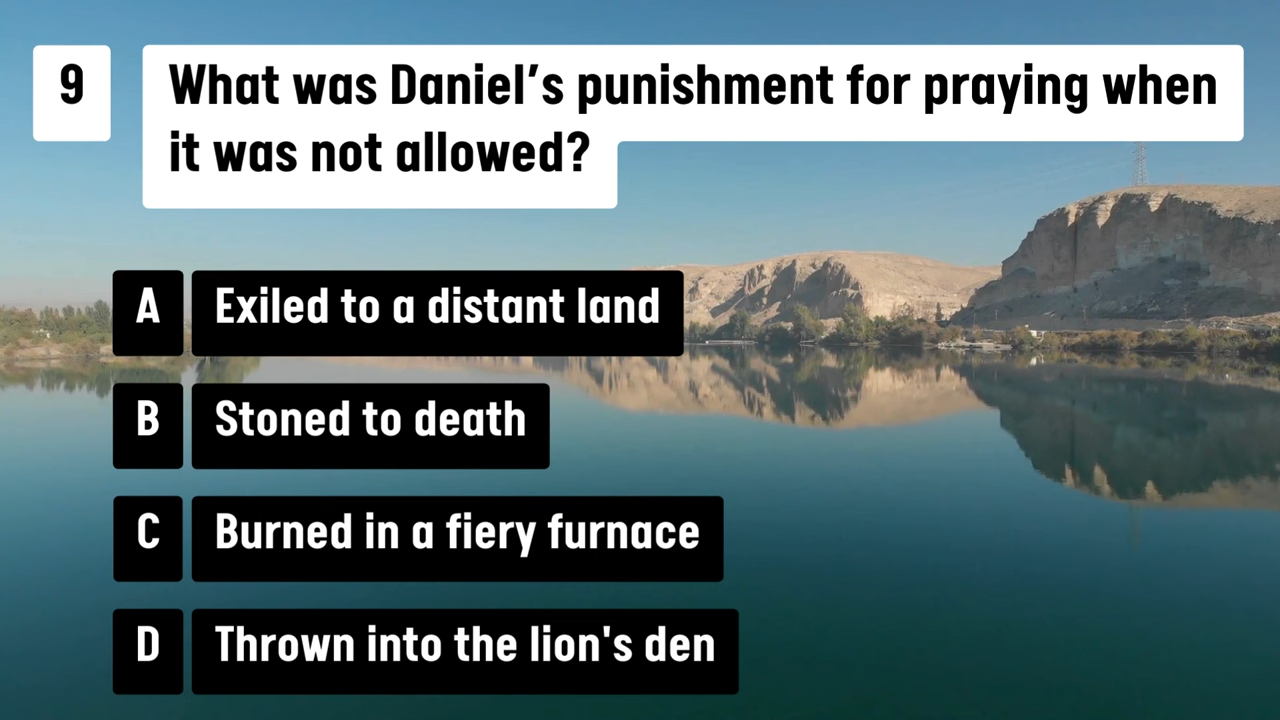 9
What was Daniel’s punishment for praying when
it was not allowed?
A
Exiled to a distant land
B
Stoned to death
C
Burned in a fiery furnace
D
Thrown into the lion's den